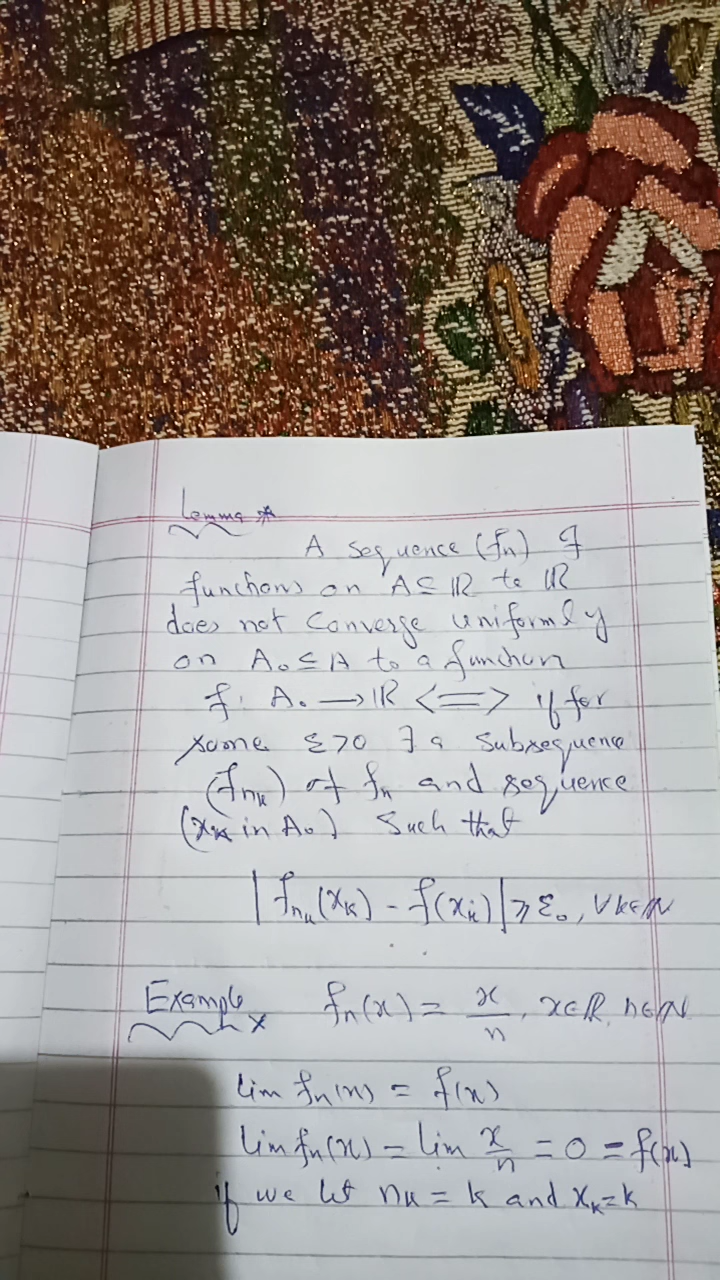 Lemma *
A sequence (fn) of
functions on A ⊆ ℝ to ℝ
does not Converge uniformly
on A₀ ⊆ A to a function
f: A₀ → ℝ <=> if for
some ε>0 ∃ a subsequence
(fnₖ) of fn and sequence
(xₖ in A₀) Such that
|fnₖ(xₖ) - f(xₖ)| ⩾ ε₀, ∀ k∈ℕ
Example * fn(x) = x/n, x∈ℝ, n∈ℕ
lim fn(x) = f(x)
lim fn(x) = lim x/n = 0 = f(x)
if we let nₖ = k and xₖ=k